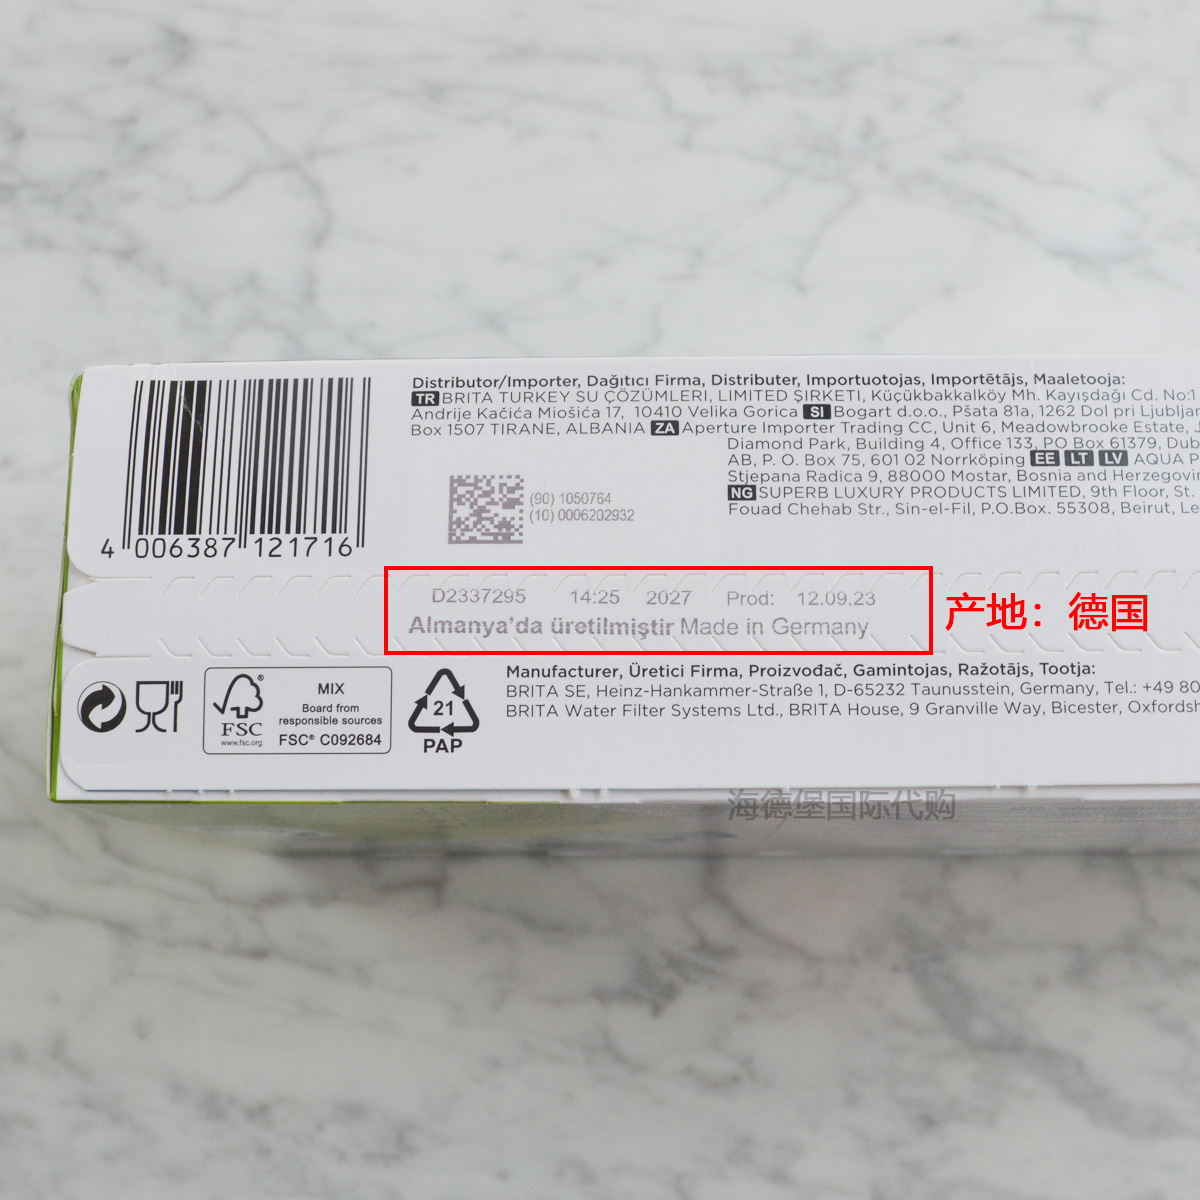 Distributor/Importer, Dağıtıcı Firma, Distributer, Importuotojas, Importētājs, Maaletooja:
TR BRITA TURKEY SU ÇÖZÜMLERI, LIMITED ŞIRKETI, Küçükbakkalköy Mh. Kayışdağı Cd. No:1
Andrije Kačića Miošića 17, 10410 Velika Gorica SI Bogart d.o.o., Pšata 81a, 1262 Dol pri Ljubljan
Box 1507 TIRANE, ALBANIA ZA Aperture Importer Trading CC, Unit 6, Meadowbrooke Estate, J
Diamond Park, Building 4, Office 133, PO Box 61379, Dub
AB, P. O. Box 75, 601 02 Norrköping EE LT LV AQUA P
Stjepana Radica 9, 88000 Mostar, Bosnia and Herzegovin
NG SUPERB LUXURY PRODUCTS LIMITED, 9th Floor, St.
Fouad Chehab Str., Sin-el-Fil, P.O.Box. 55308, Beirut, Le
(90) 1050764
(10) 0006202932
4 006387 121716
D2337295 14:25 2027 Prod: 12.09.23
Almanya'da üretilmiştir Made in Germany
产地：德国
Manufacturer, Üretici Firma, Proizvođač, Gamintojas, Ražotājs, Tootja:
BRITA SE, Heinz-Hankammer-Straße 1, D-65232 Taunusstein, Germany, Tel.: +49 80
BRITA Water Filter Systems Ltd., BRITA House, 9 Granville Way, Bicester, Oxfordsh
FSC®
www.fsc.org
MIX
Board from
responsible sources
FSC® C092684
21
PAP
海德堡国际代购